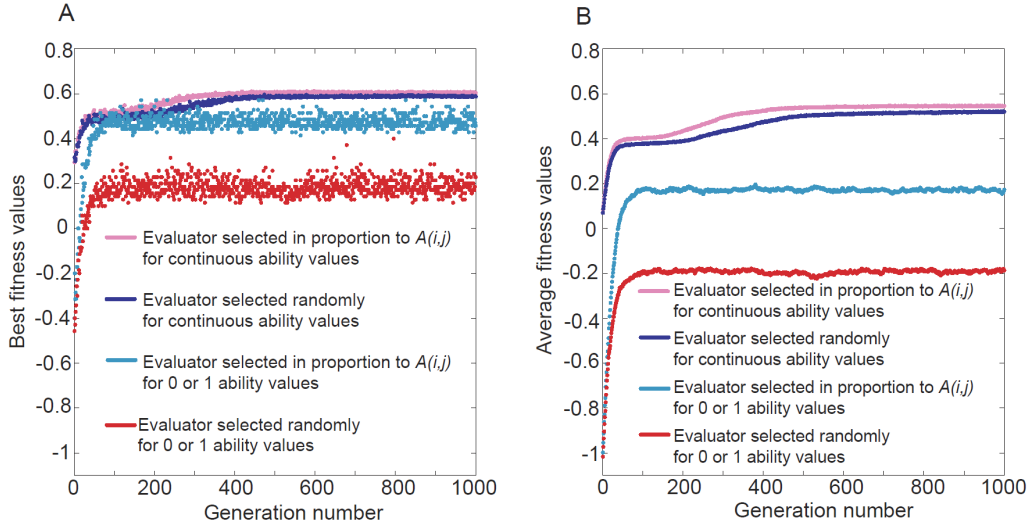 A
Best fitness values
0.8
0.6
0.4
0.2
0
-0.2
-0.4
-0.6
-0.8
-1
Evaluator selected in proportion to A(i,j)
for continuous ability values
Evaluator selected randomly
for continuous ability values
Evaluator selected in proportion to A(i,j)
for 0 or 1 ability values
Evaluator selected randomly
for 0 or 1 ability values
0 200 400 600 800 1000
Generation number
B
Average fitness values
0.8
0.6
0.4
0.2
0
-0.2
-0.4
-0.6
-0.8
-1
Evaluator selected in proportion to A(i,j)
for continuous ability values
Evaluator selected randomly
for continuous ability values
Evaluator selected in proportion to A(i,j)
for 0 or 1 ability values
Evaluator selected randomly
for 0 or 1 ability values
0 200 400 600 800 1000
Generation number